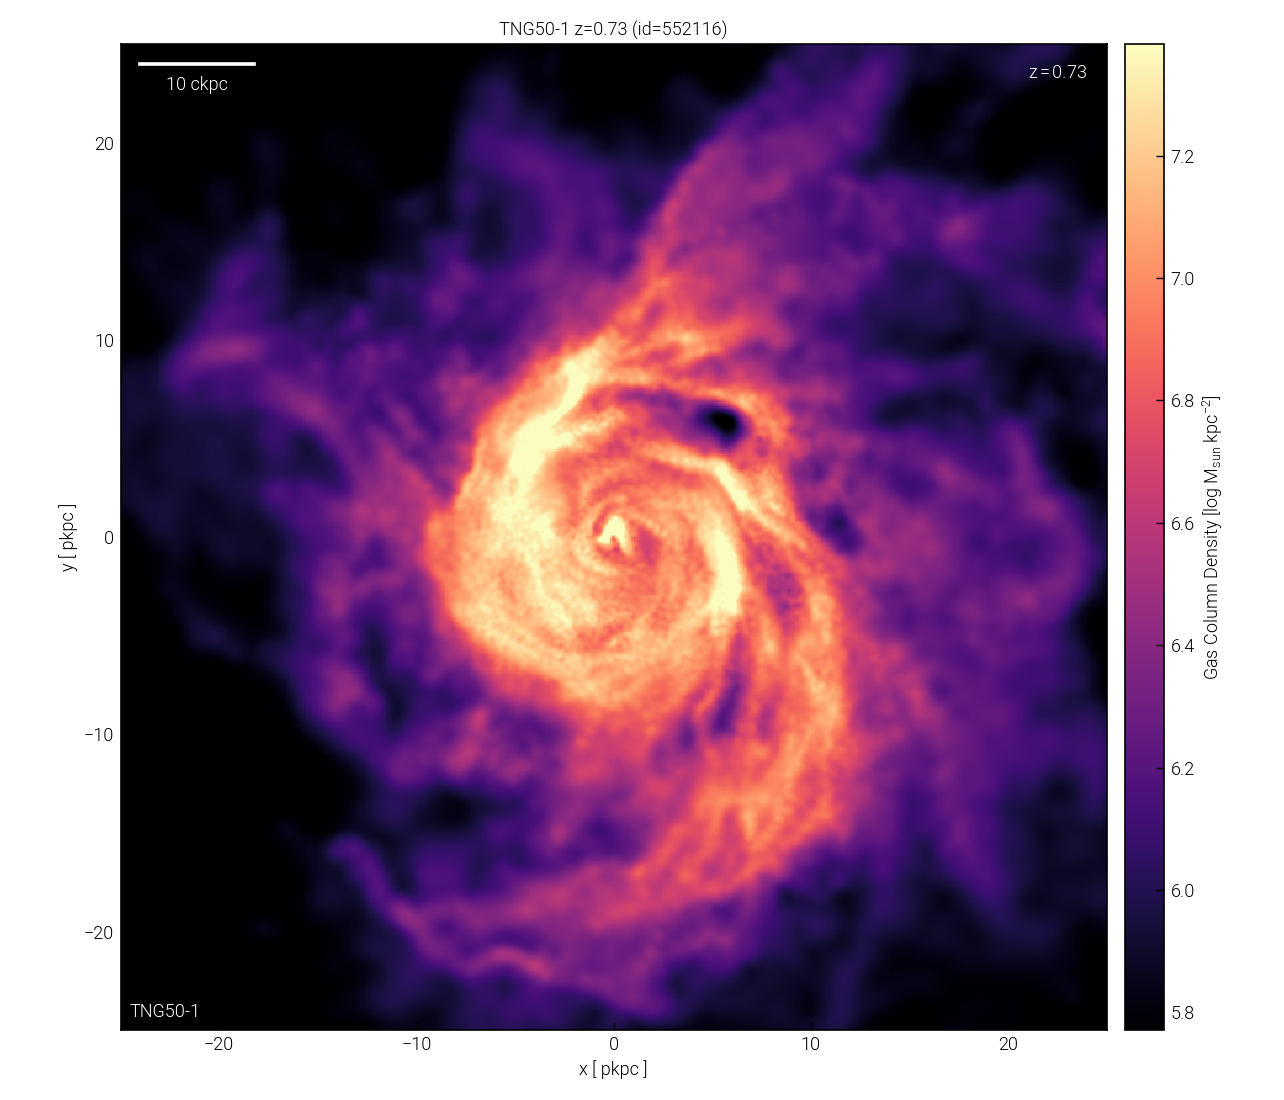 TNG50-1 z=0.73 (id=552116)
10 ckpc
z=0.73
20
10
0
−10
−20
y [ pkpc ]
TNG50-1
−20
−10
0
10
20
x [ pkpc ]
7.2
7.0
6.8
6.6
6.4
6.2
6.0
5.8
Gas Column Density [log M_sun kpc^−2]